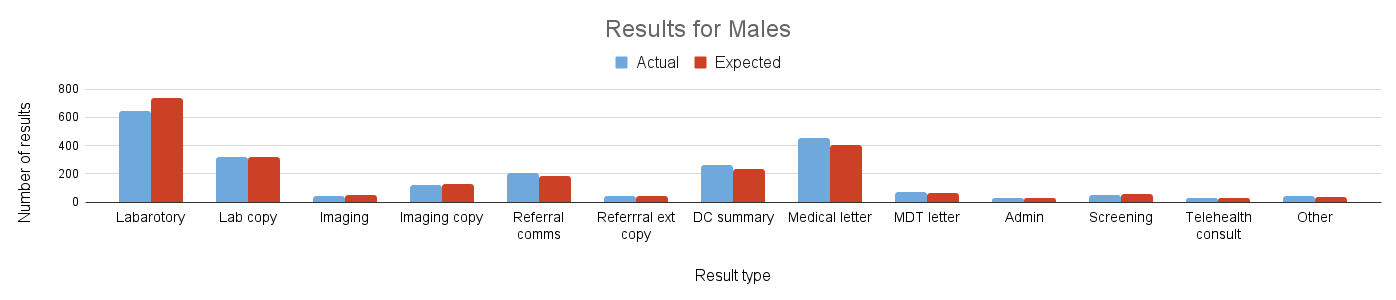 Results for Males
Actual Expected
Number of results
800
600
400
200
0
Labarotory Lab copy Imaging Imaging copy Referral comms Referrral ext copy DC summary Medical letter MDT letter Admin Screening Telehealth consult Other
Result type